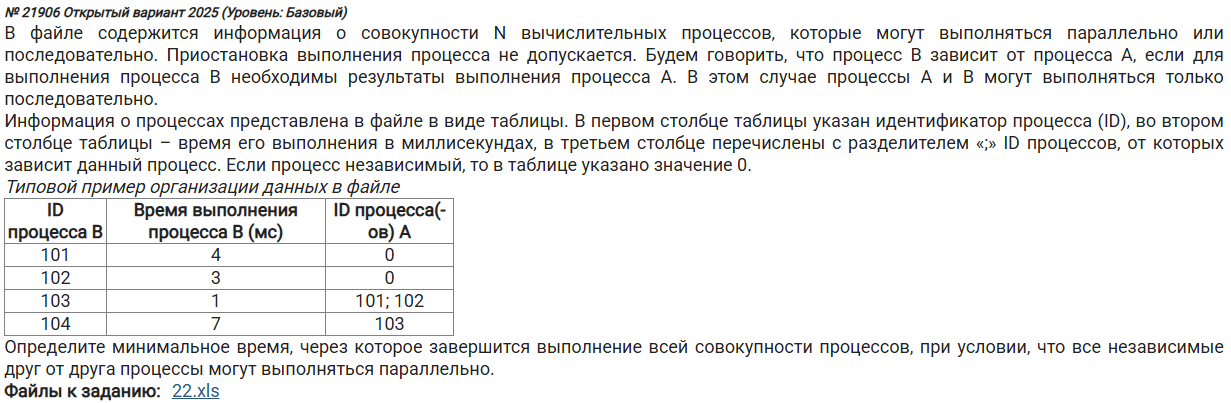 № 21906 Открытый вариант 2025 (Уровень: Базовый)
В файле содержится информация о совокупности N вычислительных процессов, которые могут выполняться параллельно или
последовательно. Приостановка выполнения процесса не допускается. Будем говорить, что процесс B зависит от процесса A, если для
выполнения процесса B необходимы результаты выполнения процесса A. В этом случае процессы A и B могут выполняться только
последовательно.
Информация о процессах представлена в файле в виде таблицы. В первом столбце таблицы указан идентификатор процесса (ID), во втором
столбце таблицы – время его выполнения в миллисекундах, в третьем столбце перечислены с разделителем «;» ID процессов, от которых
зависит данный процесс. Если процесс независимый, то в таблице указано значение 0.
Типовой пример организации данных в файле
ID Время выполнения ID процесса(-
процесса B процесса B (мс) ов) A
101 4 0
102 3 0
103 1 101; 102
104 7 103
Определите минимальное время, через которое завершится выполнение всей совокупности процессов, при условии, что все независимые
друг от друга процессы могут выполняться параллельно.
Файлы к заданию: 22.xls